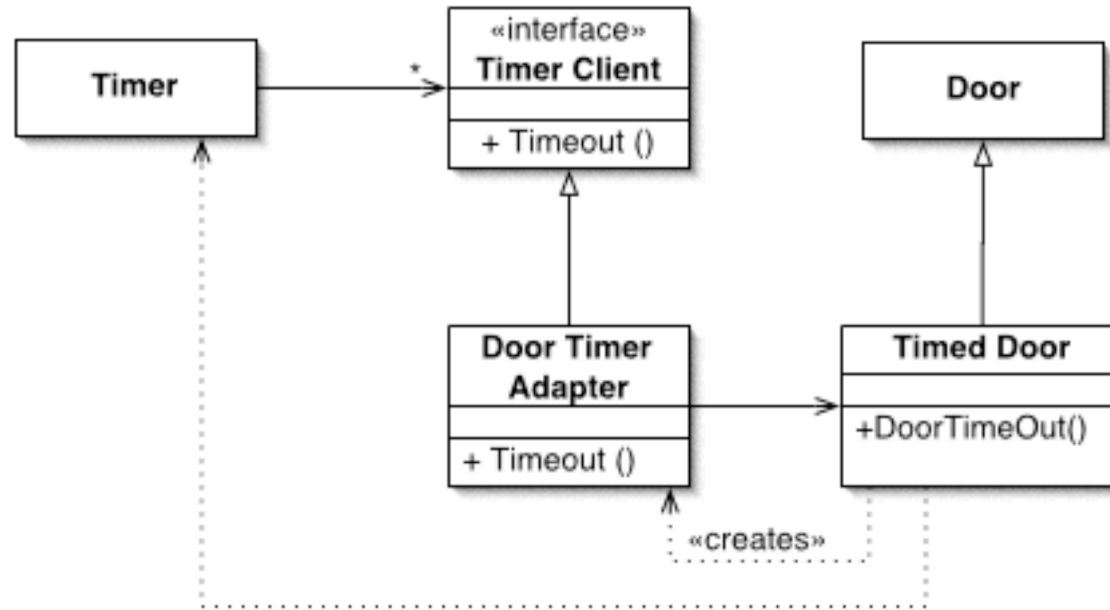 Timer
*
«interface»
Timer Client
+ Timeout ()
Door
Door Timer
Adapter
+ Timeout ()
Timed Door
+DoorTimeOut()
«creates»